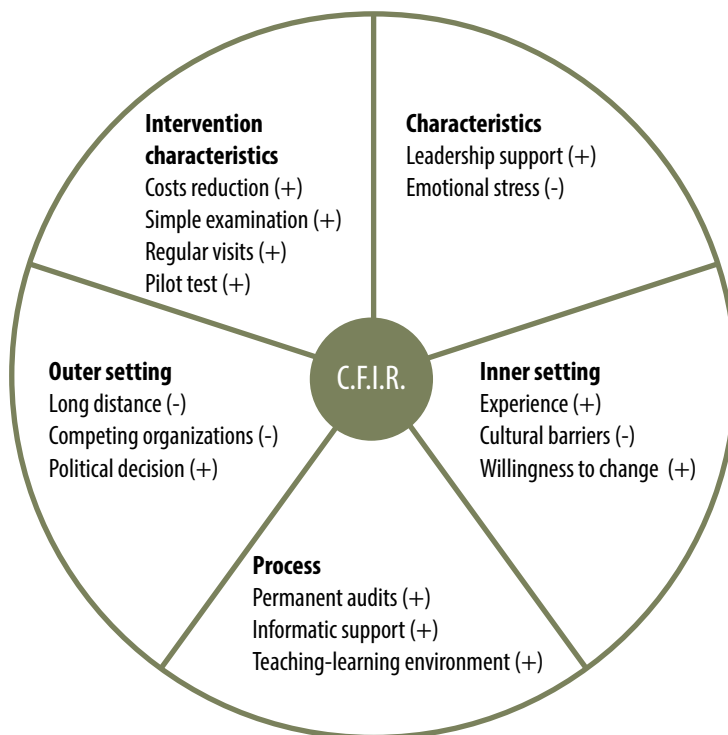 Intervention
characteristics
Costs reduction (+)
Simple examination (+)
Regular visits (+)
Pilot test (+)
Characteristics
Leadership support (+)
Emotional stress (-)
Outer setting
Long distance (-)
Competing organizations (-)
Political decision (+)
C.F.I.R.
Inner setting
Experience (+)
Cultural barriers (-)
Willingness to change (+)
Process
Permanent audits (+)
Informatic support (+)
Teaching-learning environment (+)